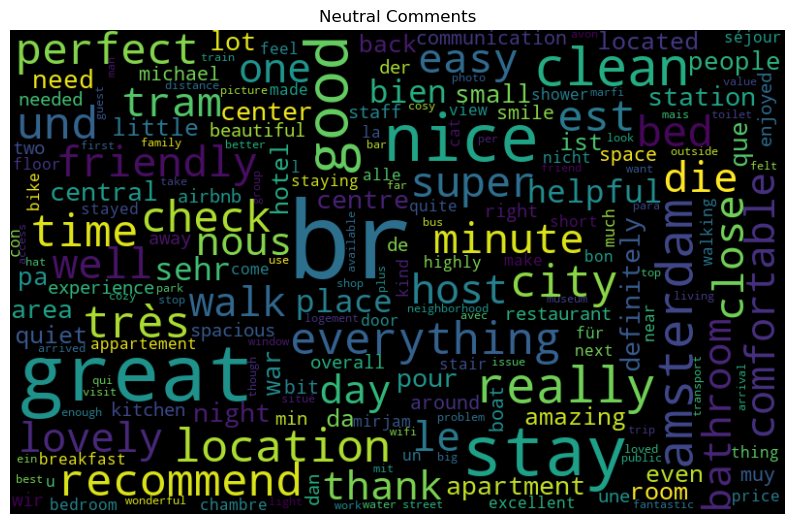 Neutral Comments
perfect
lot
feel
communication
located
séjour
train
back
avon
man
one
easy
clean
people
need
michael
made
der
distance
picture
photo
value
needed
tram
center
bien
small
shower
marfi
station
und
guest
little
staff
view
smile
est
mais
toilet
bed
que
enjoyed
beautiful
good
la
cat
nice
two
first
family
better
bar
per
ist
look
outside
floor
friendly
l
hotel
alle
nicht
space
felt
bike
take
group
staying
far
super
friend
want
die
central
airbnb
centre
helpful
para
con
stayed
check
quite
right
short
much
access
time
away
nous
br
de
bus
make
bon
minute
amsterdam
close
comfortable
walking
hat
well
sehr
come
available
kind
highly
top
pa
experience
cozy
park
use
plus
host
city
definitely
area
stop
walk
place
shop
neighborhood
museum
living
très
logement
door
restaurant
near
quiet
spacious
avec
für
arrived
appartement
window
everything
next
great
war
overall
stair
issue
transport
qui
though
bit
day
pour
really
bathroom
arrival
visit
situe
boat
enough
kitchen
night
min
da
around
amazing
trip
lovely
location
mirjam
problem
le
loved
public
ein
breakfast
wifi
un
big
stay
thing
best
u
recommend
dan
mit
thank
apartment
even
room
muy
wir
bedroom
wonderful
chambre
light
work
water street
excellent
une
fantastic
price